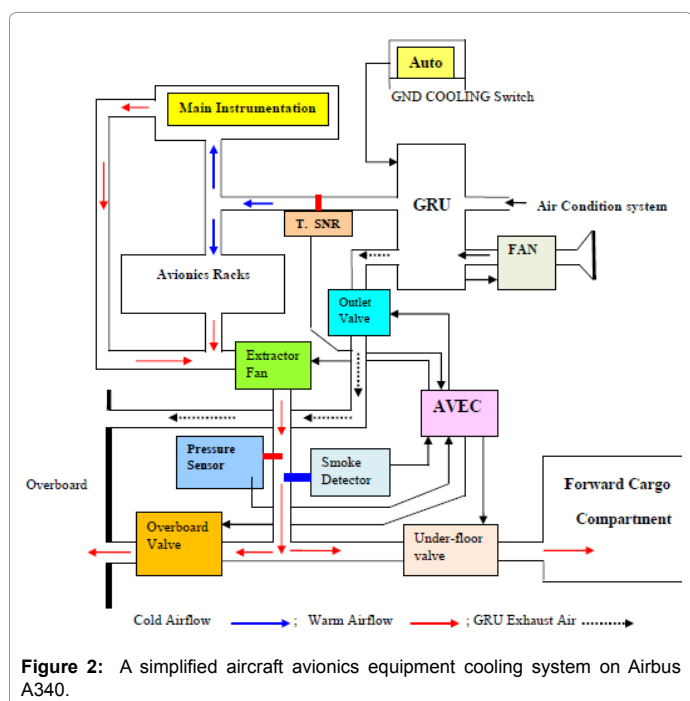 Auto
GND COOLING Switch
Main Instrumentation
GRU
Air Condition system
T. SNR
FAN
Avionics Racks
Outlet
Valve
Extractor
Fan
AVEC
Pressure
Sensor
Smoke
Detector
Overboard
Forward Cargo
Compartment
Overboard
Valve
Under-floor
valve
Cold Airflow ; Warm Airflow ; GRU Exhaust Air
Figure 2: A simplified aircraft avionics equipment cooling system on Airbus
A340.